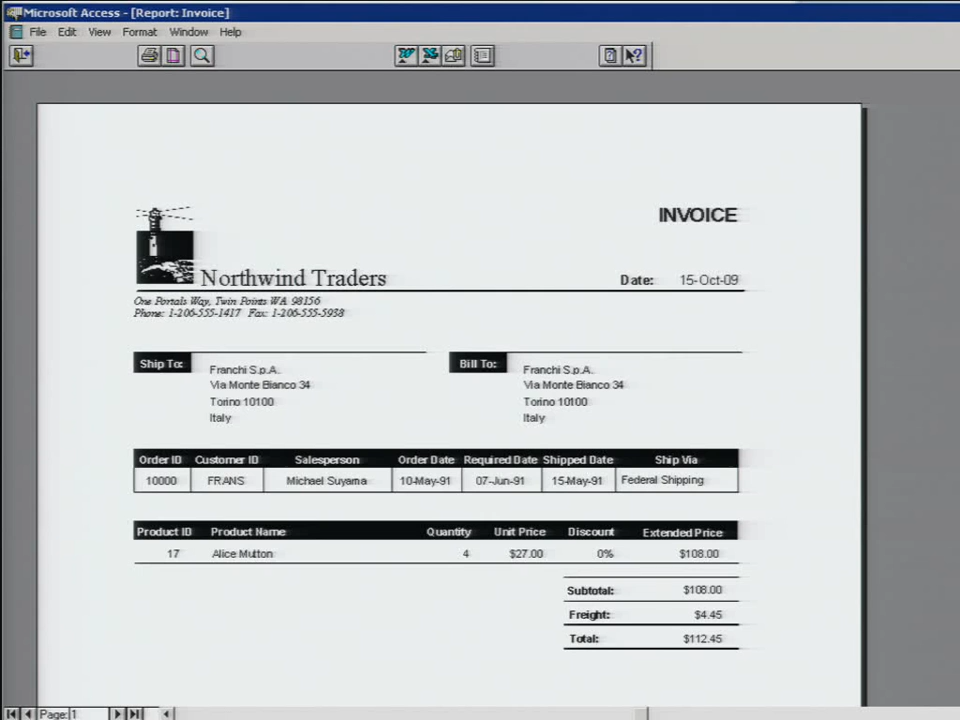 Microsoft Access - [Report: Invoice]
File Edit View Format Window Help
INVOICE
Northwind Traders
Date: 15-Oct-09
One Portals Way, Twin Points WA 98156
Phone: 1-206-555-1417 Fax: 1-206-555-5938
Ship To:
Franchi S.p.A.
Via Monte Bianco 34
Torino 10100
Italy
Bill To:
Franchi S.p.A.
Via Monte Bianco 34
Torino 10100
Italy
Order ID Customer ID Salesperson Order Date Required Date Shipped Date Ship Via
10000 FRANS Michael Suyama 10-May-91 07-Jun-91 15-May-91 Federal Shipping
Product ID Product Name Quantity Unit Price Discount Extended Price
17 Alice Mutton 4 $27.00 0% $108.00
Subtotal: $108.00
Freight: $4.45
Total: $112.45
Page: 1